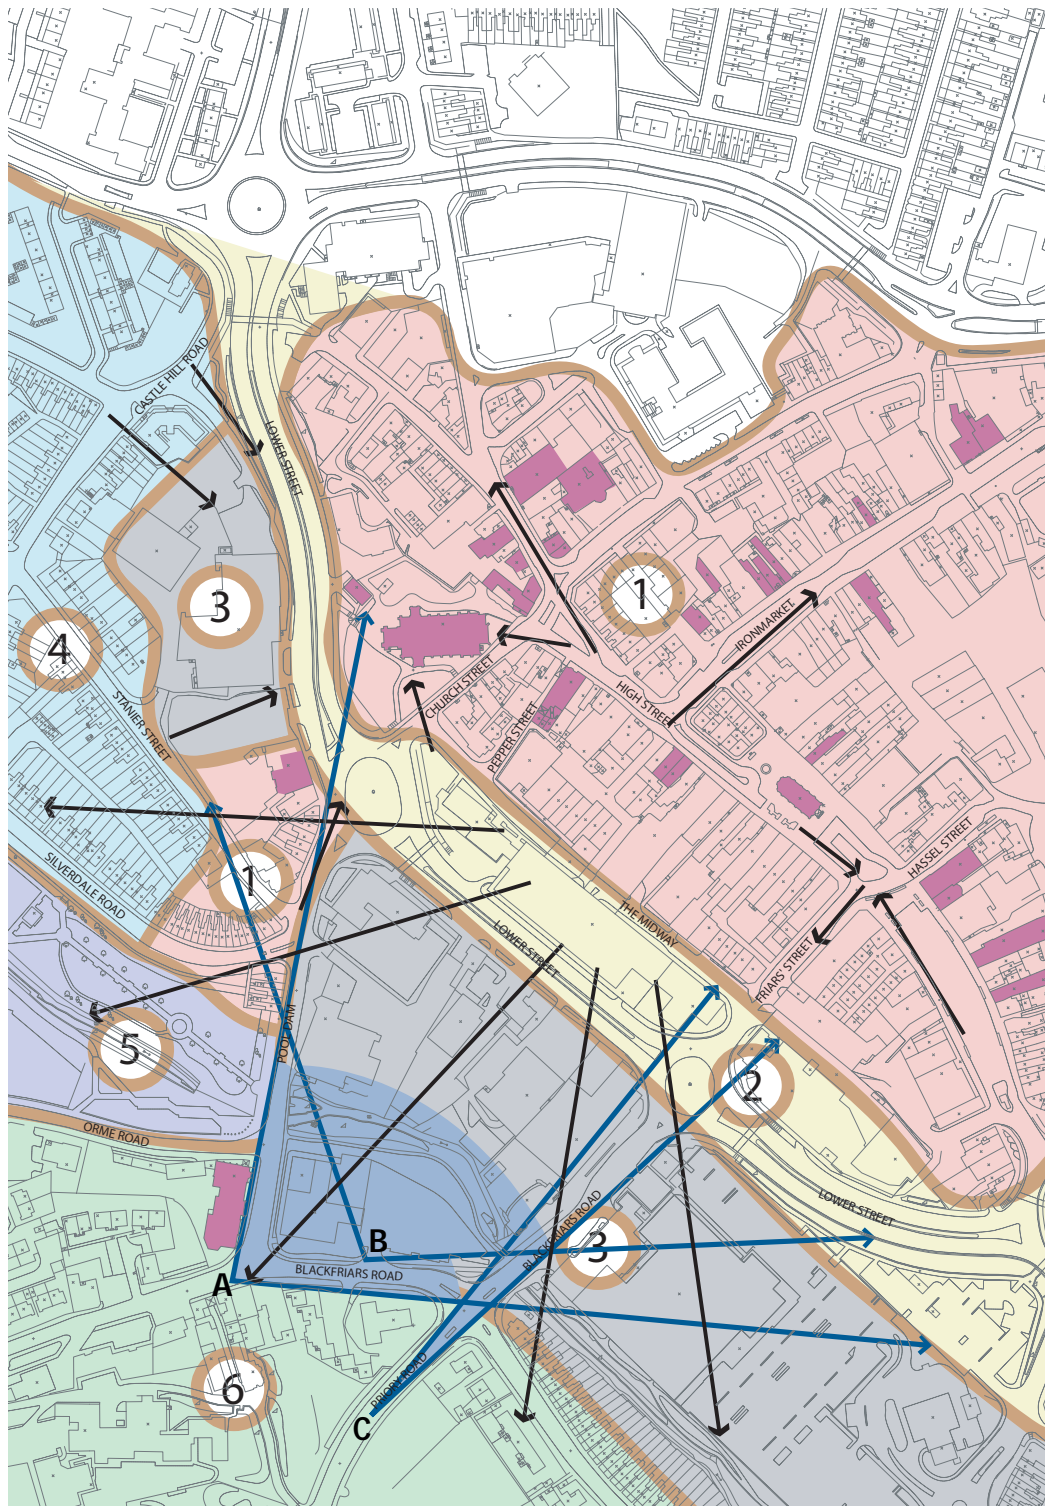 CASTLE HILL ROAD
LOWER STREET
1
3
4
IRONMARKET
CHURCH STREET
HIGH STREET
STANIER STREET
PEPPER STREET
HASSEL STREET
SILVERDALE ROAD
1
THE MIDWAY
LOWER STREET
FRIARS STREET
POOL DAM
5
2
ORME ROAD
LOWER STREET
BLACKFRIARS ROAD
B
3
BLACKFRIARS ROAD
A
PRIORY ROAD
6
C